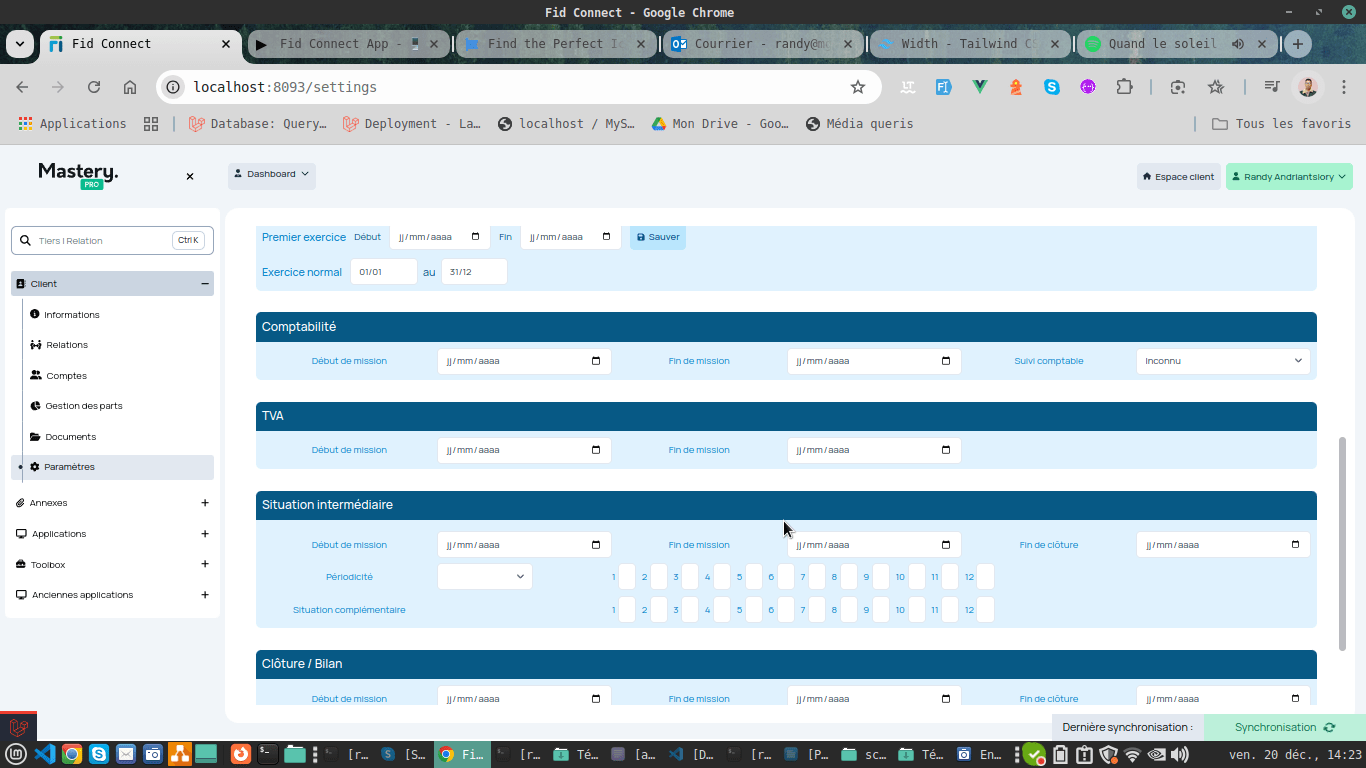 Fid Connect - Google Chrome
Fid Connect
Fid Connect App -
Find the Perfect Ic
Courrier - randy@m
Width - Tailwind CS
Quand le soleil
localhost:8093/settings
Applications
Database: Query…
Deployment - La…
localhost / MyS…
Mon Drive - Goo…
Média queris
Tous les favoris
Mastery.
PRO
Dashboard
Espace client
Randy Andriantsiory
Tiers | Relation
Ctrl K
Client
Informations
Relations
Comptes
Gestion des parts
Documents
Paramètres
Annexes
Applications
Toolbox
Anciennes applications
Premier exercice Début jj/mm/aaaa Fin jj/mm/aaaa Sauver
Exercice normal 01/01 au 31/12
Comptabilité
Début de mission jj/mm/aaaa Fin de mission jj/mm/aaaa Suivi comptable Inconnu
TVA
Début de mission jj/mm/aaaa Fin de mission jj/mm/aaaa
Situation intermédiaire
Début de mission jj/mm/aaaa Fin de mission jj/mm/aaaa Fin de clôture jj/mm/aaaa
Périodicité 1 2 3 4 5 6 7 8 9 10 11 12
Situation complémentaire 1 2 3 4 5 6 7 8 9 10 11 12
Clôture / Bilan
Début de mission jj/mm/aaaa Fin de mission jj/mm/aaaa Fin de clôture jj/mm/aaaa
Dernière synchronisation :
Synchronisation
[r…
[S…
Fi…
[r…
Té…
[a…
[D…
[r…
[P…
sc…
Té…
En…
ven. 20 déc., 14:23